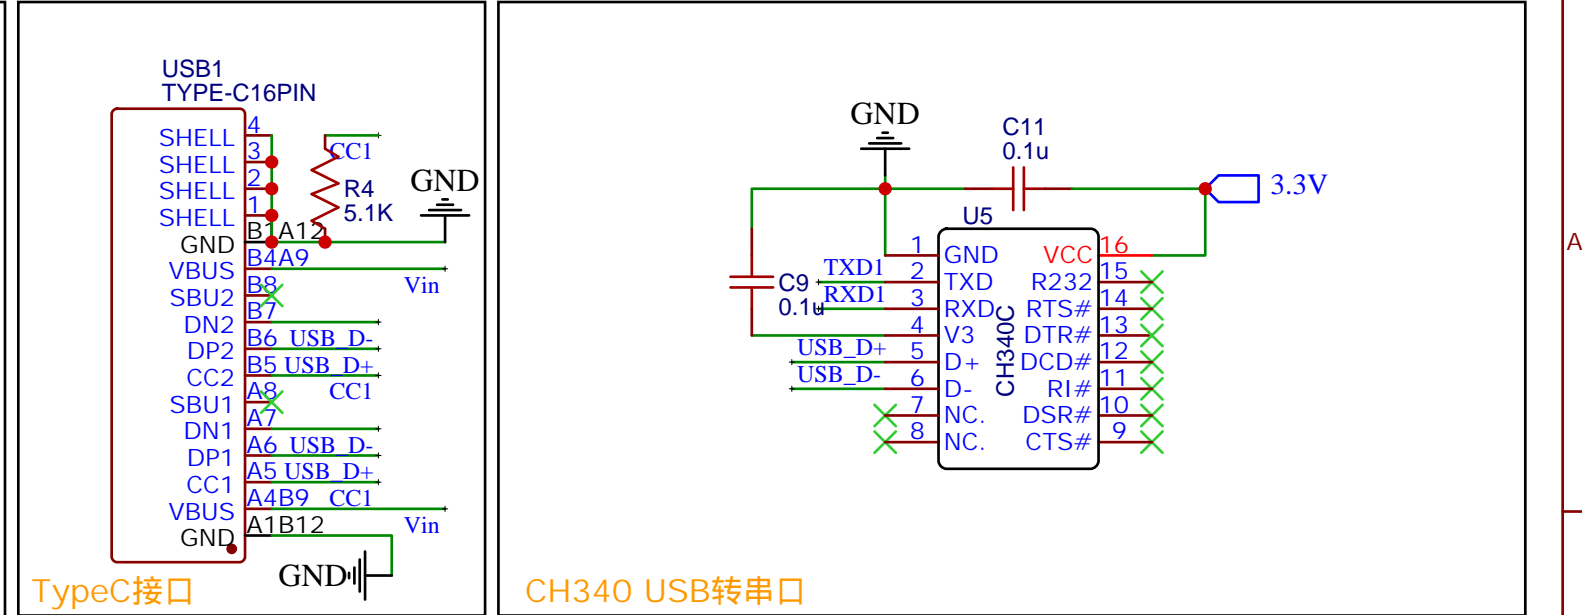 USB1
TYPE-C16PIN
SHELL 4
SHELL 3
SHELL 2
SHELL 1
GND B1A12
VBUS B4A9
SBU2 B8
DN2 B7
DP2 B6 USB_D-
CC2 B5 USB_D+
SBU1 A8 CC1
DN1 A7
DP1 A6 USB_D-
CC1 A5 USB_D+
VBUS A4B9 CC1
GND A1B12
CC1
R4
5.1K
GND
Vin
Vin
GND
TypeC接口
GND
C11
0.1u
3.3V
U5
C9
0.1u
TXD1
RXD1
USB_D+
USB_D-
1 GND
2 TXD
3 RXD
4 V3
5 D+
6 D-
7 NC.
8 NC.
CH340C
VCC 16
R232 15
RTS# 14
DTR# 13
DCD# 12
RI# 11
DSR# 10
CTS# 9
CH340 USB转串口
A